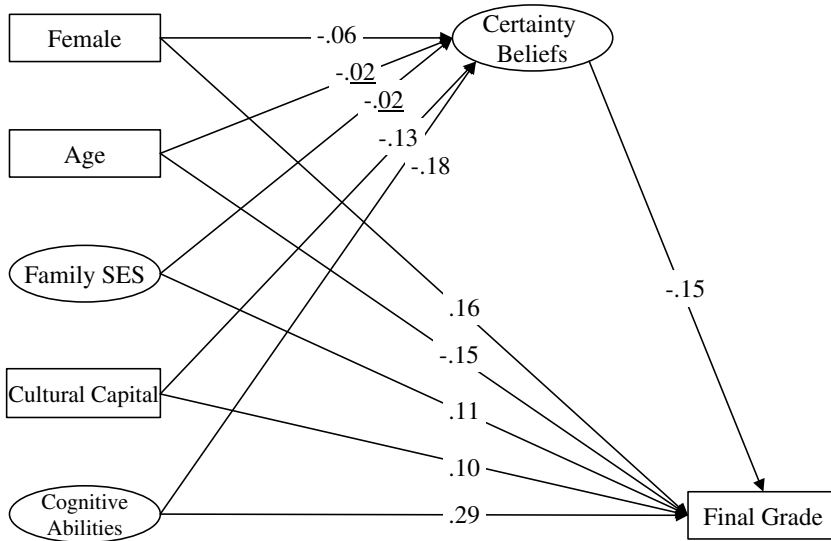 Female
-.06
Certainty
Beliefs
-.02
-.02
Age
-.13
-.18
Family SES
.16
-.15
-.15
Cultural Capital
.11
.10
Cognitive
Abilities
.29
Final Grade